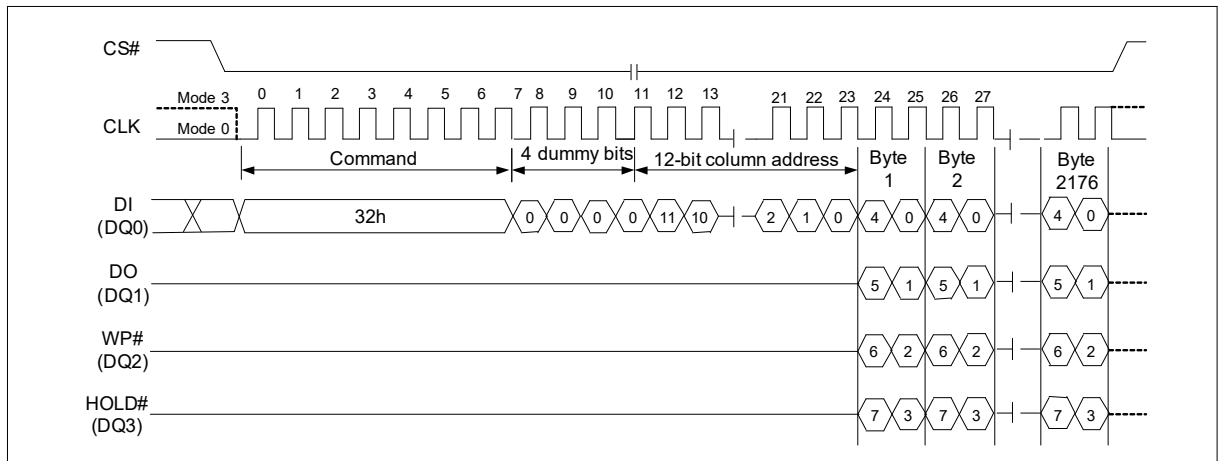 CS#
Mode 3
0 1 2 3 4 5 6 7 8 9 10 11 12 13 21 22 23 24 25 26 27
CLK
Mode 0
Command
4 dummy bits
12-bit column address
Byte
1
Byte
2
Byte
2176
DI
(DQ0)
32h
0 0 0 0 11 10 2 1 0 4 0 4 0 4 0
DO
(DQ1)
5 1 5 1 5 1
WP#
(DQ2)
6 2 6 2 6 2
HOLD#
(DQ3)
7 3 7 3 7 3